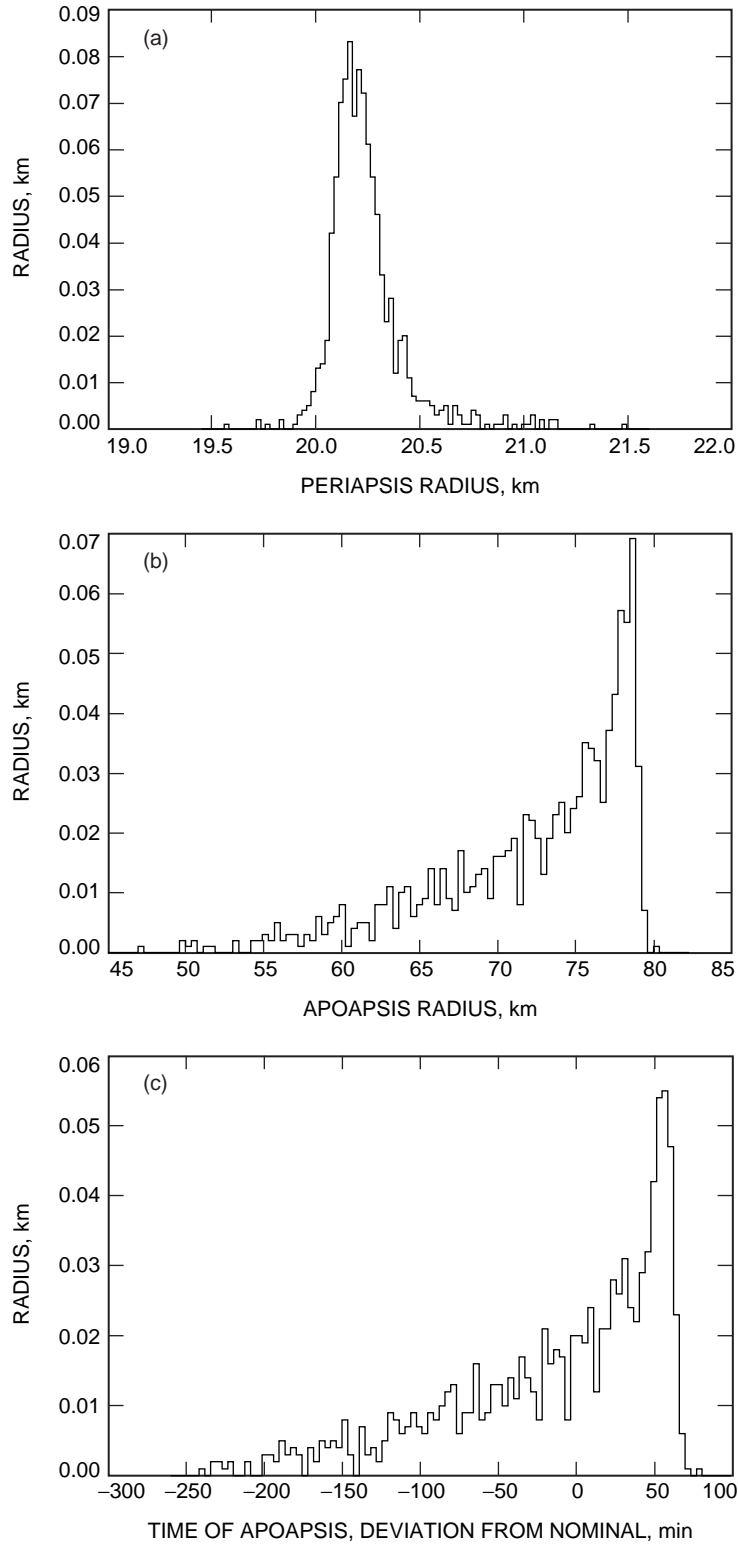 (a)
0.09
0.08
0.07
0.06
0.05
0.04
0.03
0.02
0.01
0.00
RADIUS, km
19.0 19.5 20.0 20.5 21.0 21.5 22.0
PERIAPSIS RADIUS, km
(b)
0.07
0.06
0.05
0.04
0.03
0.02
0.01
0.00
RADIUS, km
45 50 55 60 65 70 75 80 85
APOAPSIS RADIUS, km
(c)
0.06
0.05
0.04
0.03
0.02
0.01
0.00
RADIUS, km
–300 –250 –200 –150 –100 –50 0 50 100
TIME OF APOAPSIS, DEVIATION FROM NOMINAL, min